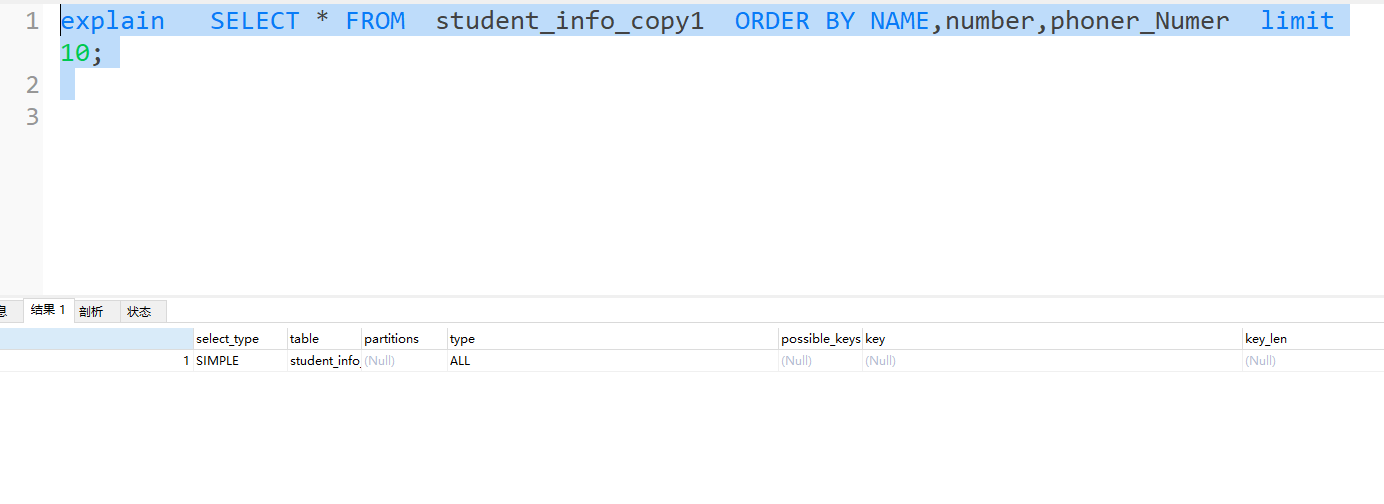 1 explain SELECT * FROM student_info_copy1 ORDER BY NAME,number,phoner_Numer limit
10;
2
3
息 结果 1 剖析 状态
select_type table partitions type possible_keys key key_len
1 SIMPLE student_info_ (Null) ALL (Null) (Null) (Null)